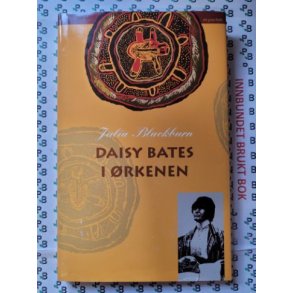 Julia Blackburn
DAISY BATES
I ØRKENEN
INNBUNDET BRUKT BOK